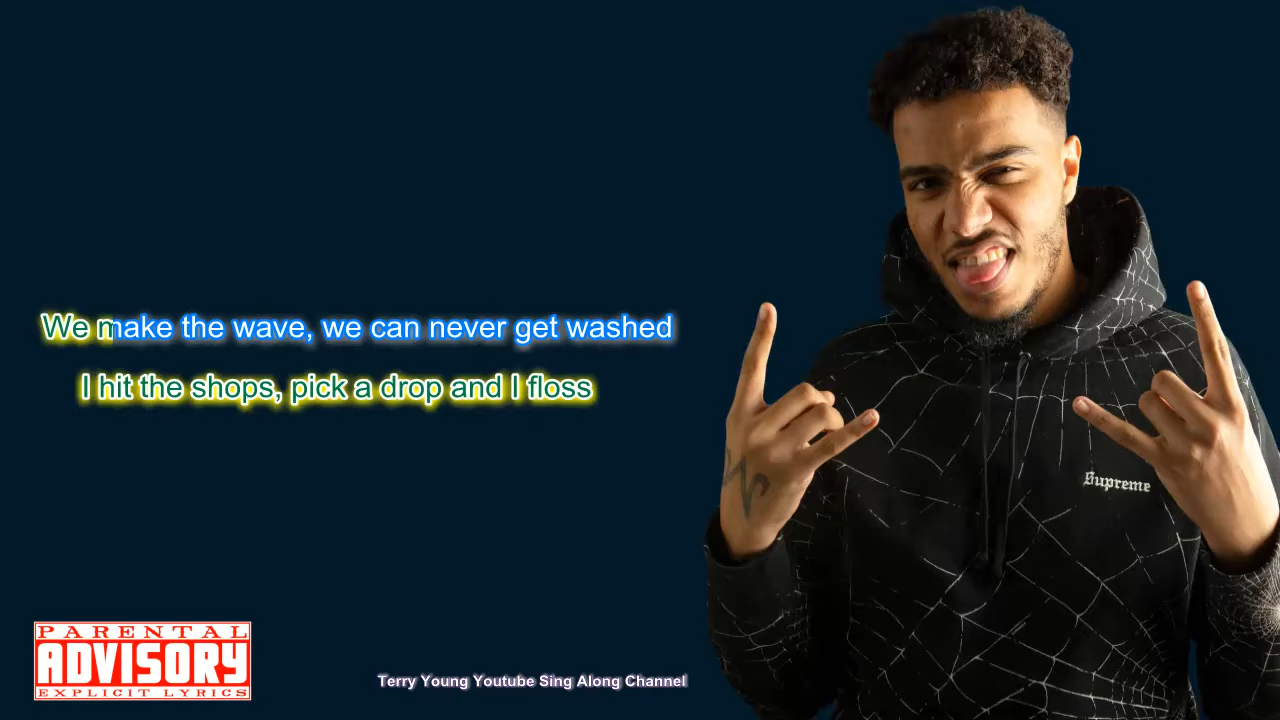 We make the wave, we can never get washed
I hit the shops, pick a drop and I floss
Supreme
PARENTAL
ADVISORY
EXPLICIT LYRICS
Terry Young Youtube Sing Along Channel